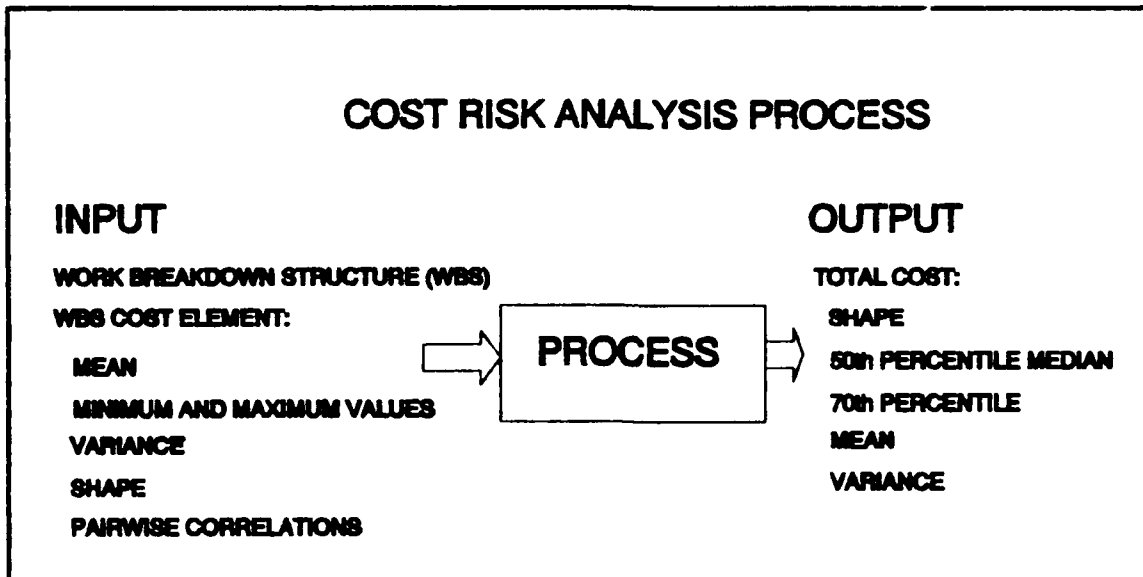 COST RISK ANALYSIS PROCESS
INPUT
WORK BREAKDOWN STRUCTURE (WBS)
WBS COST ELEMENT:
MEAN
MINIMUM AND MAXIMUM VALUES
VARIANCE
SHAPE
PAIRWISE CORRELATIONS
PROCESS
OUTPUT
TOTAL COST:
SHAPE
50th PERCENTILE MEDIAN
70th PERCENTILE
MEAN
VARIANCE